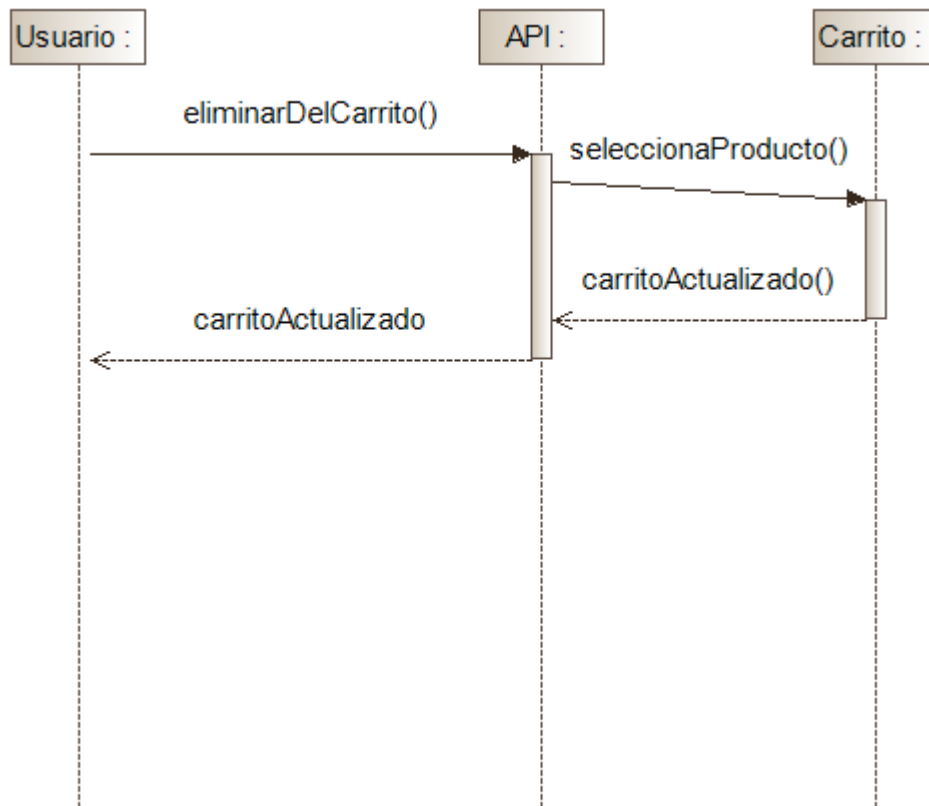 Usuario :
API :
Carrito :
eliminarDelCarrito()
seleccionaProducto()
carritoActualizado()
carritoActualizado